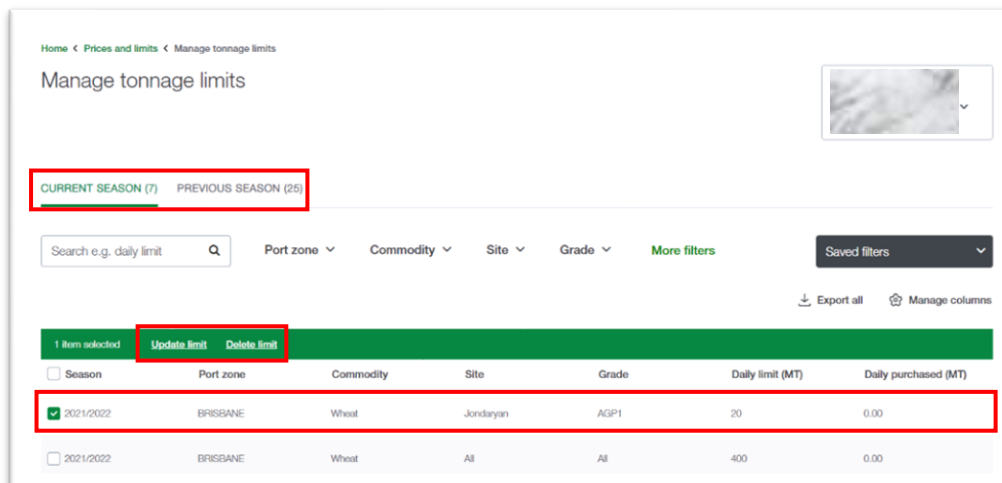 Home < Prices and limits < Manage tonnage limits
Manage tonnage limits
CURRENT SEASON (7) PREVIOUS SEASON (25)
Search e.g. daily limit Port zone Commodity Site Grade More filters Saved filters
Export all Manage columns
1 item selected Update limit Delete limit
Season Port zone Commodity Site Grade Daily limit (MT) Daily purchased (MT)
2021/2022 BRISBANE Wheat Jondaryan AGP1 20 0.00
2021/2022 BRISBANE Wheat All All 400 0.00